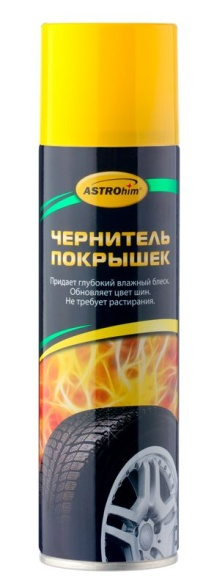 ASTROhim®
ЧЕРНИТЕЛЬ
ПОКРЫШЕК
Придает глубокий влажный блеск.
Обновляет цвет шин.
Не требует растирания.